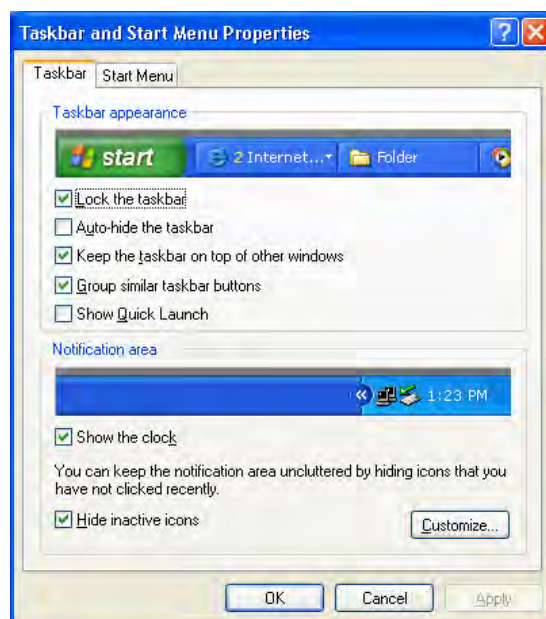 Taskbar and Start Menu Properties
Taskbar Start Menu
Taskbar appearance
start 2 Internet... Folder
Lock the taskbar
Auto-hide the taskbar
Keep the taskbar on top of other windows
Group similar taskbar buttons
Show Quick Launch
Notification area
1:23 PM
Show the clock
You can keep the notification area uncluttered by hiding icons that you
have not clicked recently.
Hide inactive icons
Customize...
OK Cancel Apply